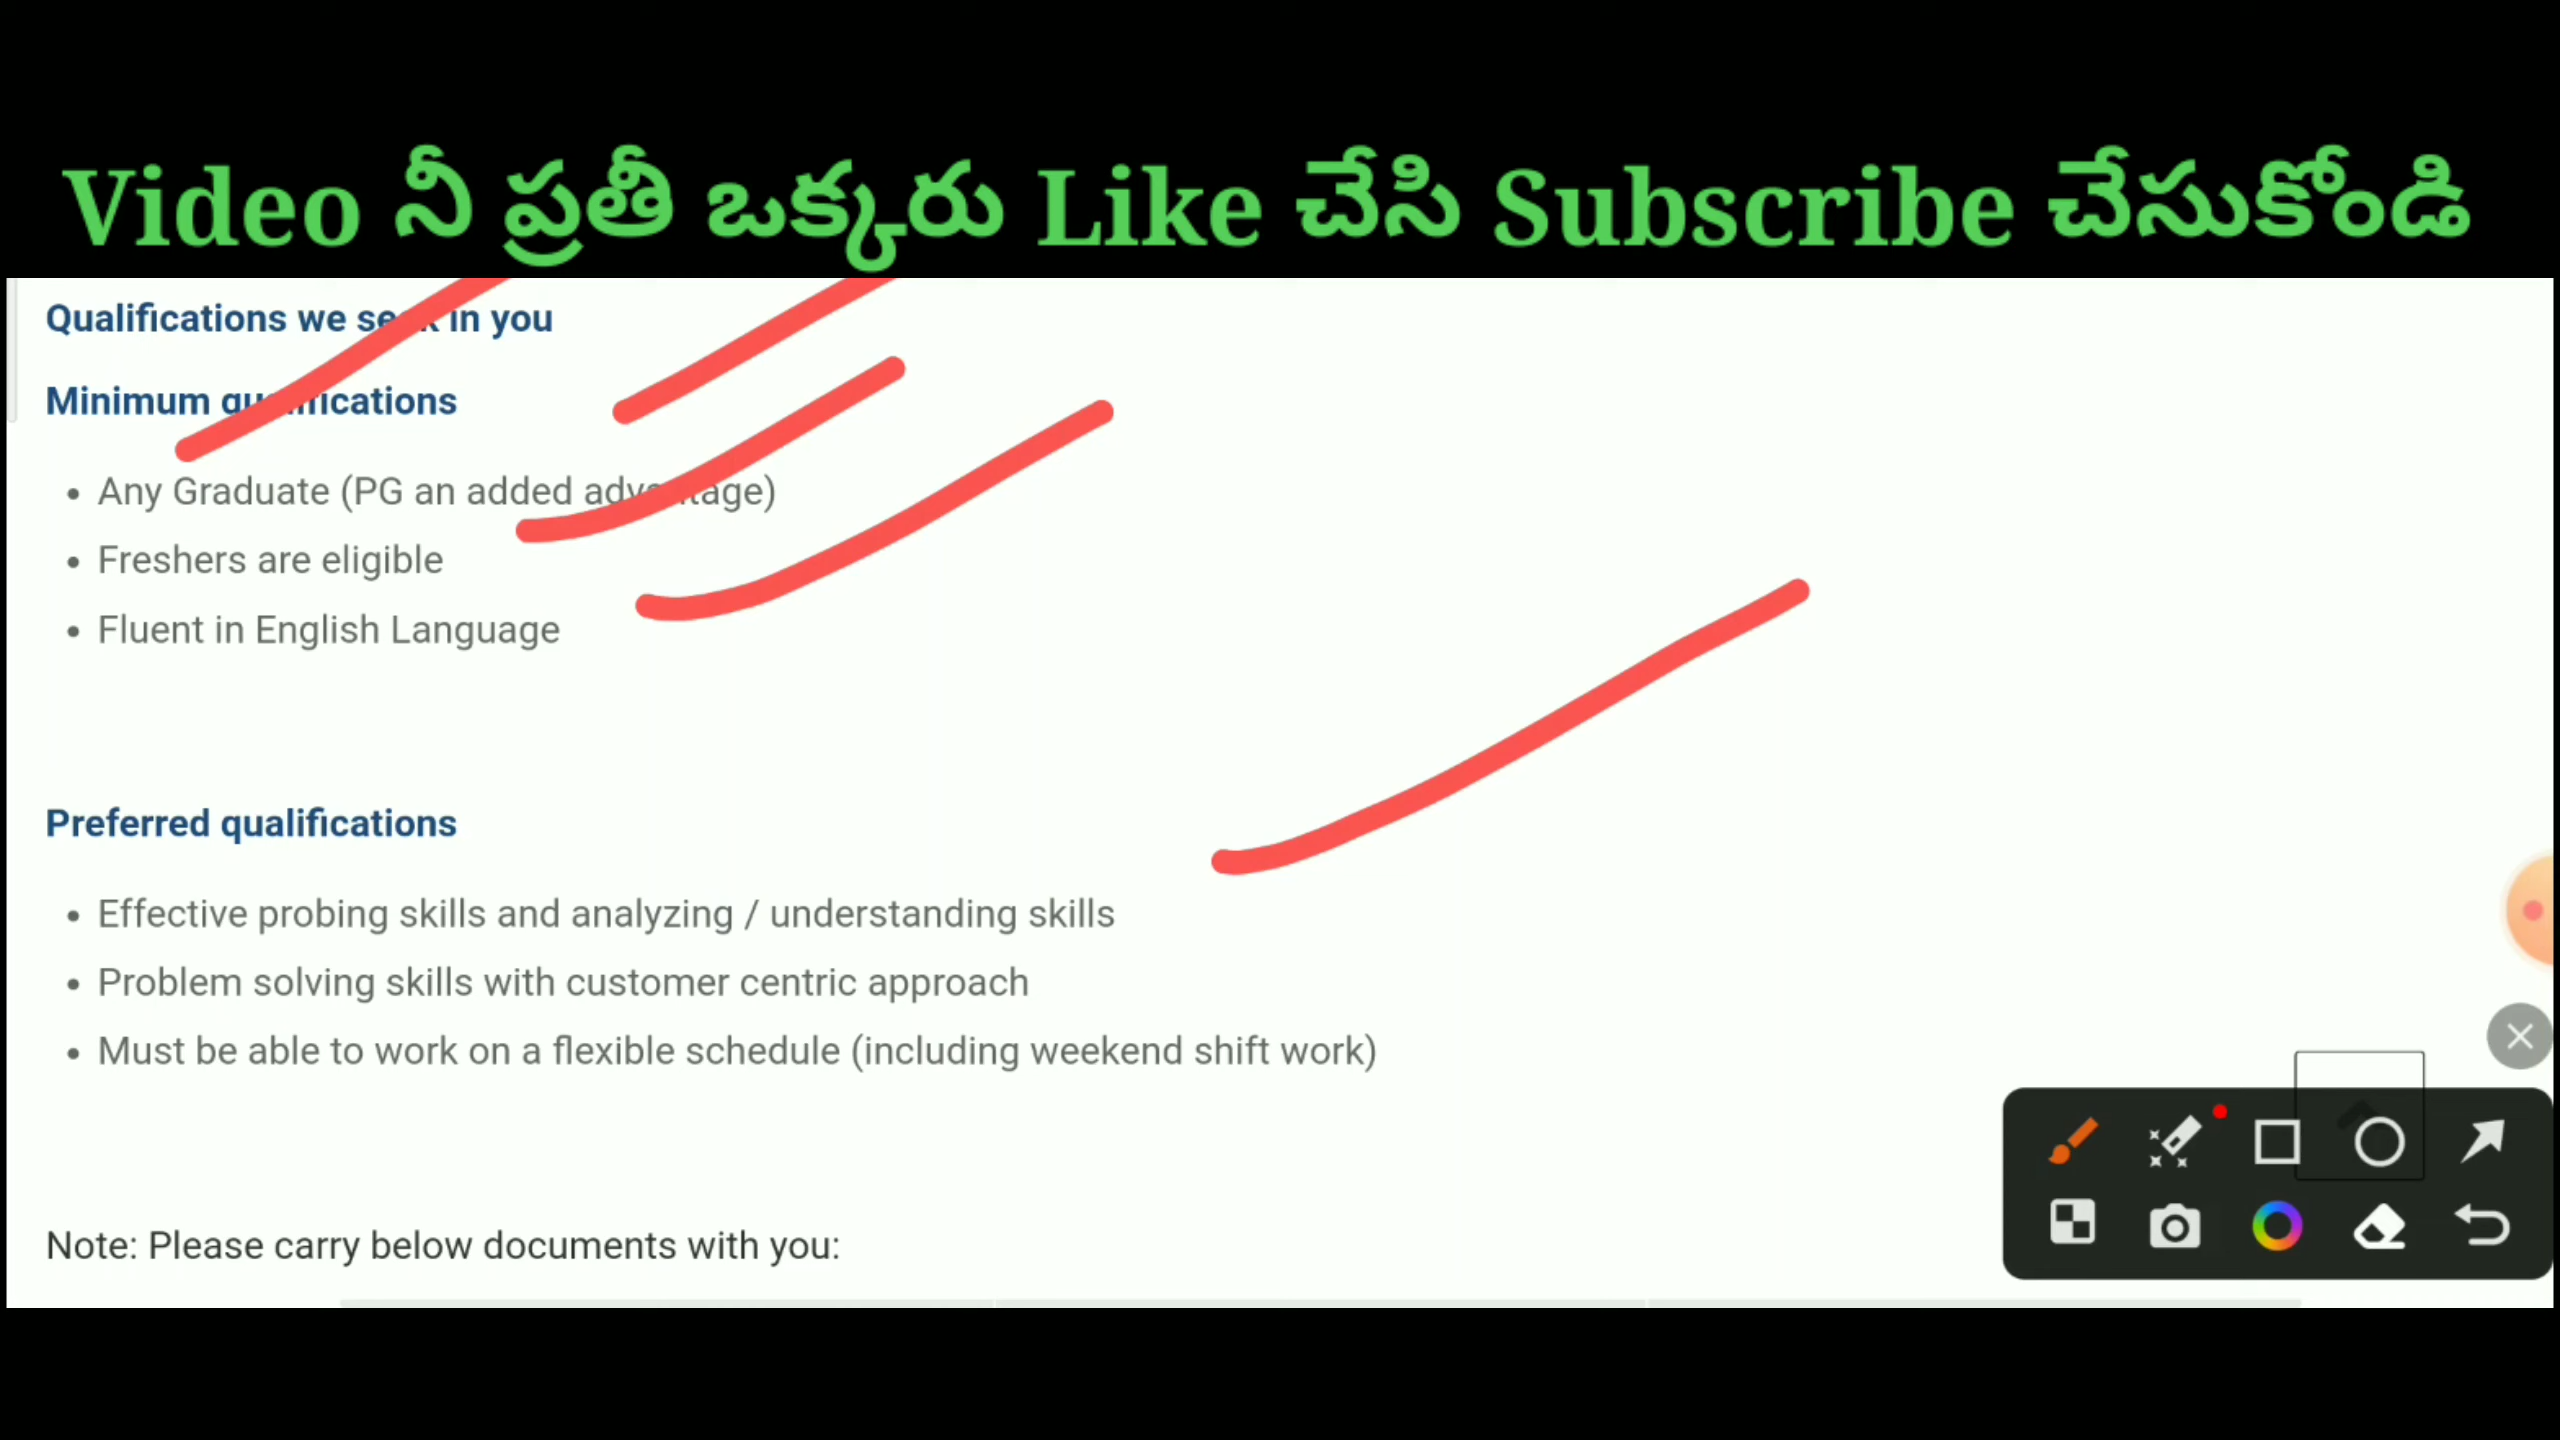 Video నీ ప్రతీ ఒక్కరు Like చేసి Subscribe చేసుకోండి
Qualifications we seek in you
Minimum qualifications
• Any Graduate (PG an added advantage)
• Freshers are eligible
• Fluent in English Language
Preferred qualifications
• Effective probing skills and analyzing / understanding skills
• Problem solving skills with customer centric approach
• Must be able to work on a flexible schedule (including weekend shift work)
Note: Please carry below documents with you: